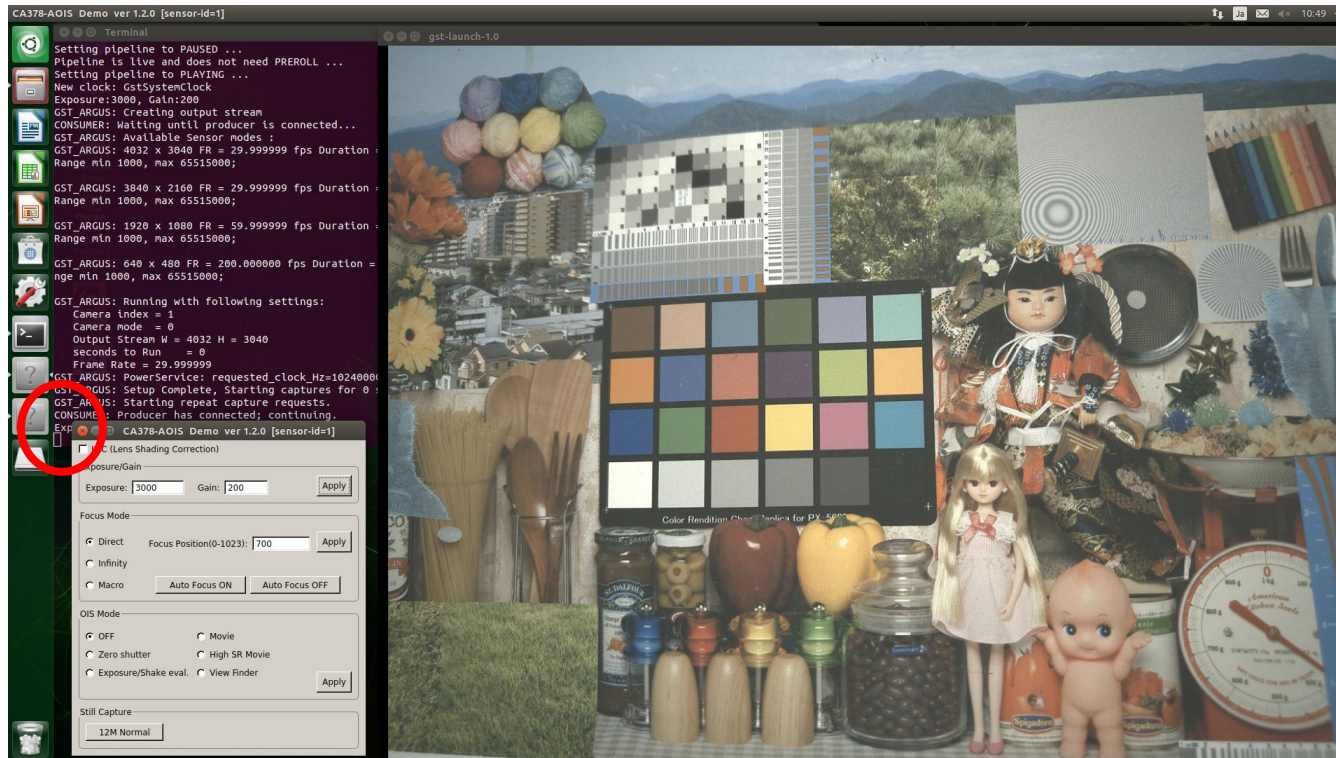 CA378-AOIS Demo ver 1.2.0 [sensor-id=1]
Ja
10:49
Terminal
gst-launch-1.0
Setting pipeline to PAUSED ...
Pipeline is live and does not need PREROLL ...
Setting pipeline to PLAYING ...
New clock: GstSystemClock
Exposure:3000, Gain:200
GST_ARGUS: Creating output stream
CONSUMER: Waiting until producer is connected...
GST_ARGUS: Available Sensor modes :
GST_ARGUS: 4032 x 3040 FR = 29.999999 fps Duration =
Range min 1000, max 65515000;
GST_ARGUS: 3840 x 2160 FR = 29.999999 fps Duration =
Range min 1000, max 65515000;
GST_ARGUS: 1920 x 1080 FR = 59.999999 fps Duration =
Range min 1000, max 65515000;
GST_ARGUS: 640 x 480 FR = 200.000000 fps Duration =
nge min 1000, max 65515000;
GST_ARGUS: Running with following settings:
Camera index = 1
Camera mode = 0
Output Stream W = 4032 H = 3040
seconds to Run = 0
Frame Rate = 29.999999
GST_ARGUS: PowerService: requested_clock_Hz=1024000
GST_ARGUS: Setup Complete, Starting captures for 0 s
GST_ARGUS: Starting repeat capture requests.
CONSUMER: Producer has connected; continuing.
Exp
CA378-AOIS Demo ver 1.2.0 [sensor-id=1]
(Lens Shading Correction)
Exposure/Gain
Exposure: 3000 Gain: 200 Apply
Focus Mode
Direct Focus Position(0-1023): 700 Apply
Infinity
Macro Auto Focus ON Auto Focus OFF
OIS Mode
OFF Movie
Zero shutter High SR Movie
Exposure/Shake eval. View Finder
Apply
Still Capture
12M Normal
Color Rendition Chart Replica for
ST. DALFOUR
American
Kitchen Scale
Spigadoro
Spigadoro